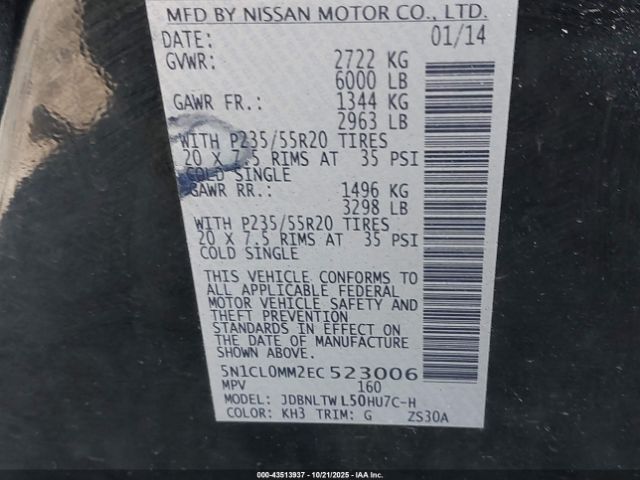 MFD BY NISSAN MOTOR CO., LTD.
DATE: 01/14
GVWR: 2722 KG
6000 LB
GAWR FR.: 1344 KG
2963 LB
WITH P235/55R20 TIRES
20 X 7.5 RIMS AT 35 PSI
COLD SINGLE
GAWR RR.: 1496 KG
3298 LB
WITH P235/55R20 TIRES
20 X 7.5 RIMS AT 35 PSI
COLD SINGLE
THIS VEHICLE CONFORMS TO
ALL APPLICABLE FEDERAL
MOTOR VEHICLE SAFETY AND
THEFT PREVENTION
STANDARDS IN EFFECT ON
THE DATE OF MANUFACTURE
SHOWN ABOVE.
5N1CL0MM2EC523006
MPV 160
MODEL: JDBNLTWL50HU7C-H
COLOR: KH3 TRIM: G ZS30A
000-43513937 - 10/21/2025 - IAA Inc.